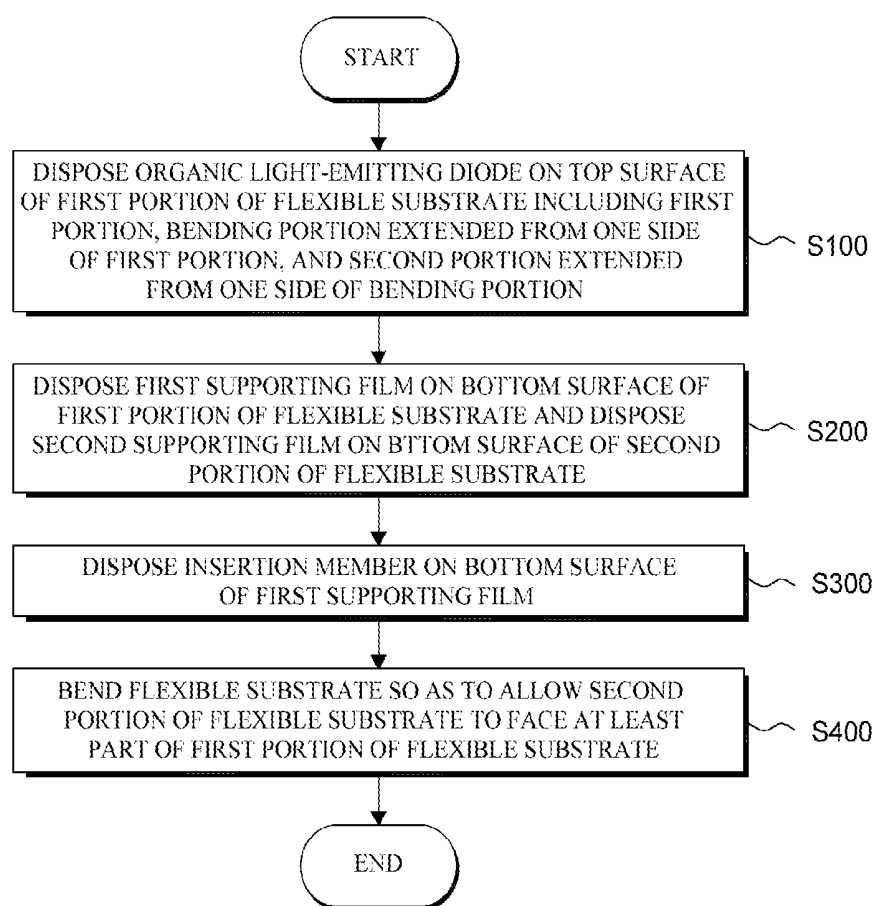 START
DISPOSE ORGANIC LIGHT-EMITTING DIODE ON TOP SURFACE
OF FIRST PORTION OF FLEXIBLE SUBSTRATE INCLUDING FIRST
PORTION, BENDING PORTION EXTENDED FROM ONE SIDE
OF FIRST PORTION, AND SECOND PORTION EXTENDED
FROM ONE SIDE OF BENDING PORTION
S100
DISPOSE FIRST SUPPORTING FILM ON BOTTOM SURFACE OF
FIRST PORTION OF FLEXIBLE SUBSTRATE AND DISPOSE
SECOND SUPPORTING FILM ON BTTOM SURFACE OF SECOND
PORTION OF FLEXIBLE SUBSTRATE
S200
DISPOSE INSERTION MEMBER ON BOTTOM SURFACE
OF FIRST SUPPORTING FILM
S300
BEND FLEXIBLE SUBSTRATE SO AS TO ALLOW SECOND
PORTION OF FLEXIBLE SUBSTRATE TO FACE AT LEAST
PART OF FIRST PORTION OF FLEXIBLE SUBSTRATE
S400
END